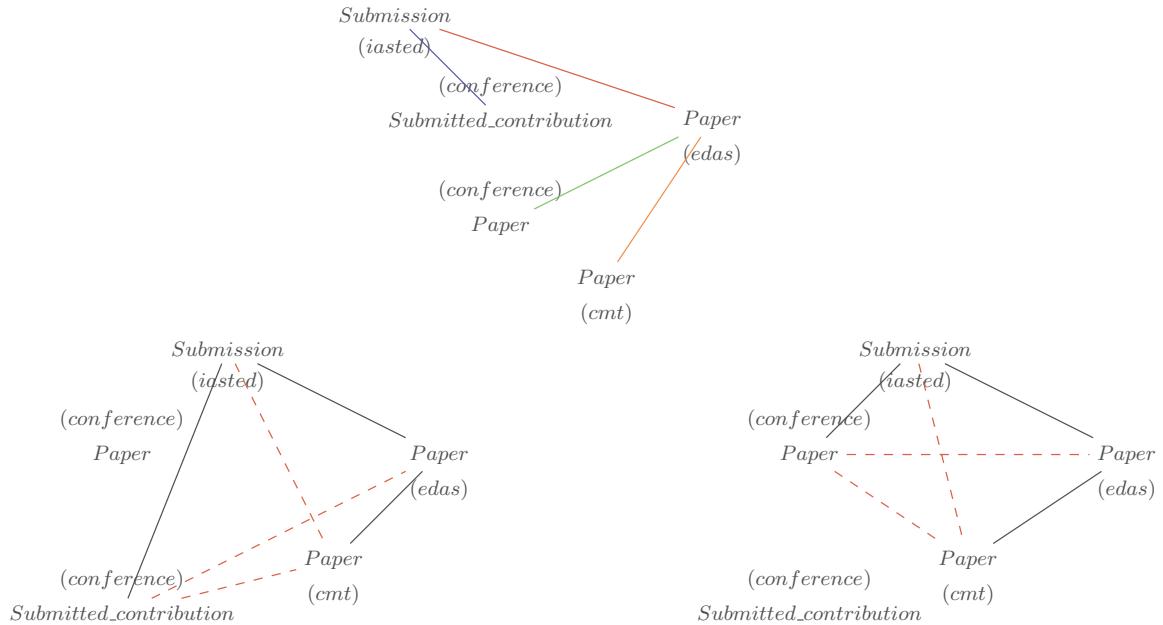 Submission
(iasted)
(conference)
Submitted_contribution
Paper
(edas)
(conference)
Paper
Paper
(cmt)
Submission
(iasted)
(conference)
Paper
Paper
(edas)
Paper
(cmt)
(conference)
Submitted_contribution
Submission
(iasted)
(conference)
Paper
Paper
(edas)
Paper
(cmt)
(conference)
Submitted_contribution